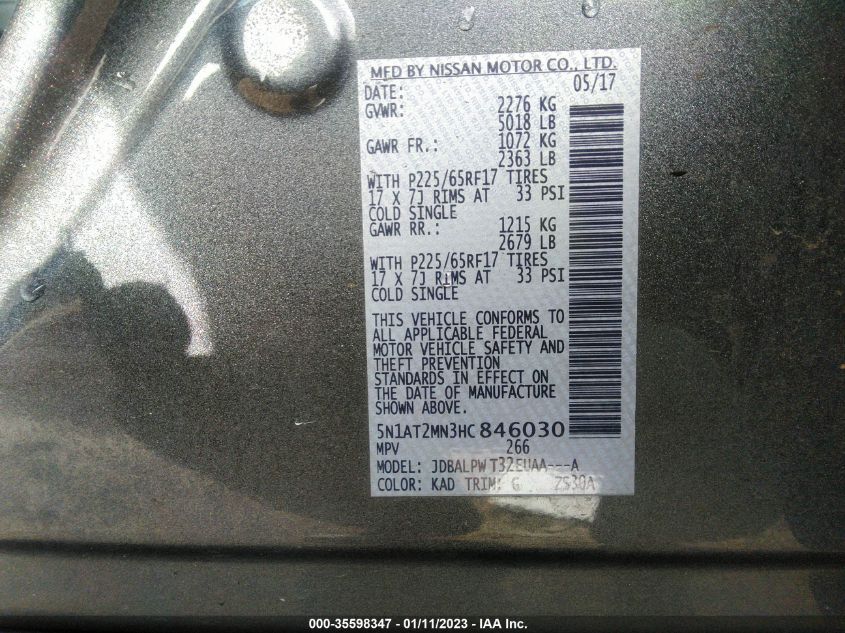 MFD BY NISSAN MOTOR CO., LTD.
DATE: 05/17
GVWR: 2276 KG
5018 LB
GAWR FR.: 1072 KG
2363 LB
WITH P225/65RF17 TIRES
17 X 7J RIMS AT 33 PSI
COLD SINGLE
GAWR RR.: 1215 KG
2679 LB
WITH P225/65RF17 TIRES
17 X 7J RIMS AT 33 PSI
COLD SINGLE
THIS VEHICLE CONFORMS TO
ALL APPLICABLE FEDERAL
MOTOR VEHICLE SAFETY AND
THEFT PREVENTION
STANDARDS IN EFFECT ON
THE DATE OF MANUFACTURE
SHOWN ABOVE.
5N1AT2MN3HC846030
MPV 266
MODEL: JDBALPW T32EUAA---A
COLOR: KAD TRIM: G ZS30A
000-35598347 - 01/11/2023 - IAA Inc.